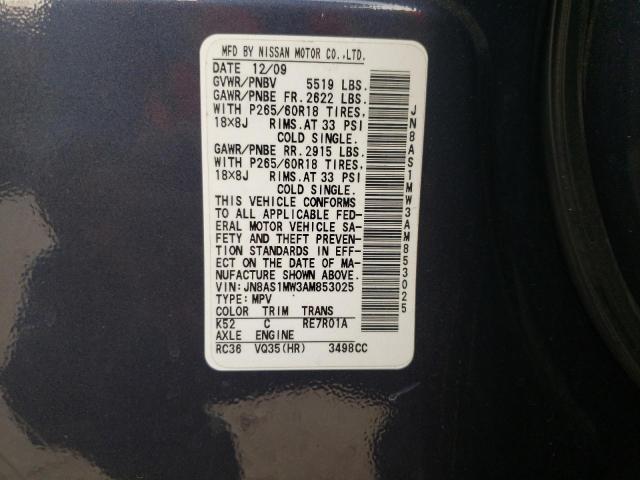 MFD BY NISSAN MOTOR CO.,LTD.
DATE 12/09
GVWR/PNBV 5519 LBS.
GAWR/PNBE FR. 2622 LBS.
WITH P265/60R18 TIRES,
18×8J RIMS. AT 33 PSI
COLD SINGLE.
GAWR/PNBE RR. 2915 LBS.
WITH P265/60R18 TIRES,
18×8J RIMS. AT 33 PSI
COLD SINGLE.
THIS VEHICLE CONFORMS
TO ALL APPLICABLE FED-
ERAL MOTOR VEHICLE SA-
FETY AND THEFT PREVEN-
TION STANDARDS IN EFF-
ECT ON THE DATE OF MA-
NUFACTURE SHOWN ABOVE.
VIN: JN8AS1MW3AM853025
TYPE: MPV
COLOR TRIM TRANS
K52 C RE7R01A
AXLE ENGINE
RC36 VQ35(HR) 3498CC
JN8AS1MW3AM853025